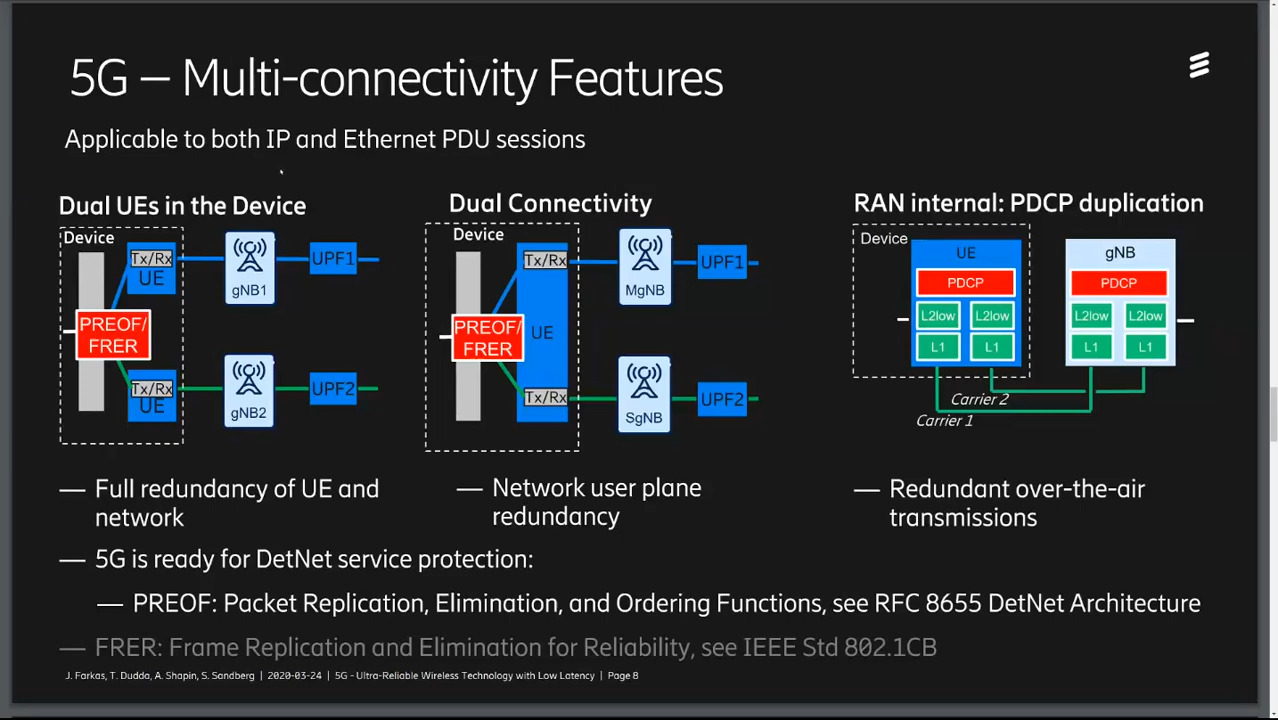 5G – Multi-connectivity Features
Applicable to both IP and Ethernet PDU sessions
Dual UEs in the Device
Device
Tx/Rx
UE
gNB1
UPF1
PREOF/
FRER
Tx/Rx
UE
gNB2
UPF2
— Full redundancy of UE and
network
Dual Connectivity
Device
Tx/Rx
MgNB
UPF1
PREOF/
FRER
UE
Tx/Rx
SgNB
UPF2
— Network user plane
redundancy
RAN internal: PDCP duplication
Device
UE
PDCP
L2low L2low
L1 L1
gNB
PDCP
L2low L2low
L1 L1
Carrier 2
Carrier 1
— Redundant over-the-air
transmissions
— 5G is ready for DetNet service protection:
— PREOF: Packet Replication, Elimination, and Ordering Functions, see RFC 8655 DetNet Architecture
— FRER: Frame Replication and Elimination for Reliability, see IEEE Std 802.1CB
J. Farkas, T. Dudda, A. Shapin, S. Sandberg | 2020-03-24 | 5G - Ultra-Reliable Wireless Technology with Low Latency | Page 8